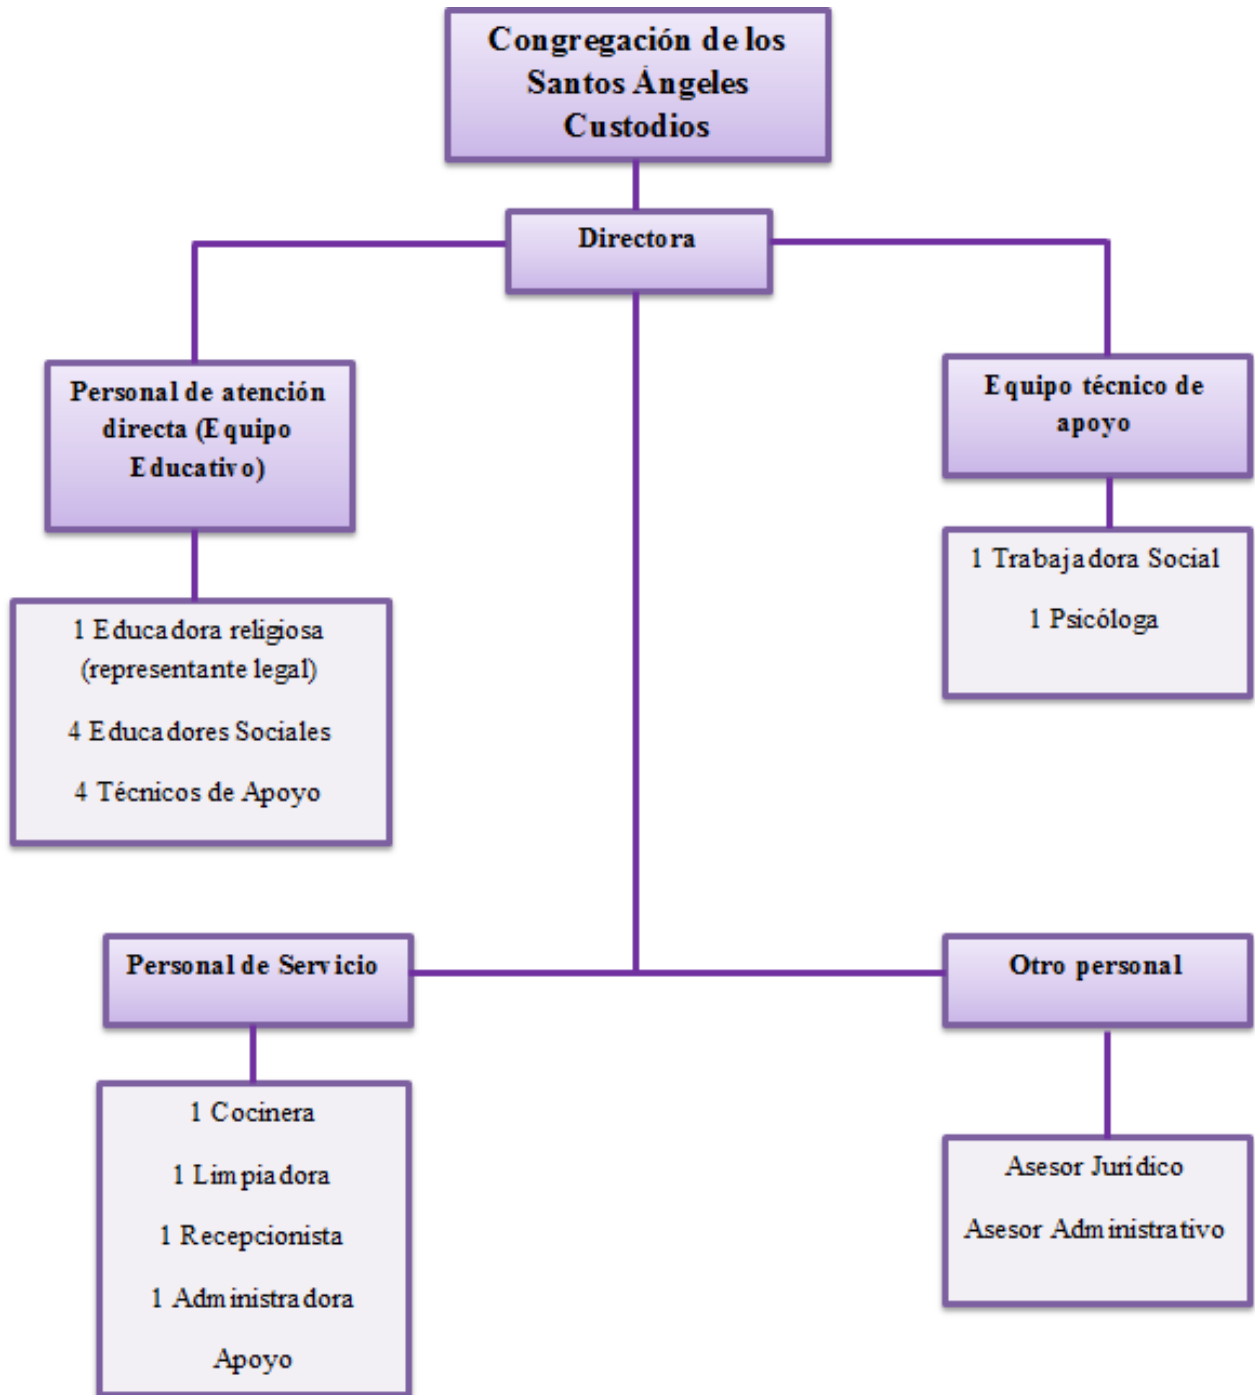 Congregación de los
Santos Ángeles
Custodios
Directora
Personal de atención
directa (Equipo
Educativo)
Equipo técnico de
apoyo
1 Educadora religiosa
(representante legal)
4 Educadores Sociales
4 Técnicos de Apoyo
1 Trabajadora Social
1 Psicóloga
Personal de Servicio
Otro personal
1 Cocinera
1 Limpiadora
1 Recepcionista
1 Administradora
Apoyo
Asesor Jurídico
Asesor Administrativo